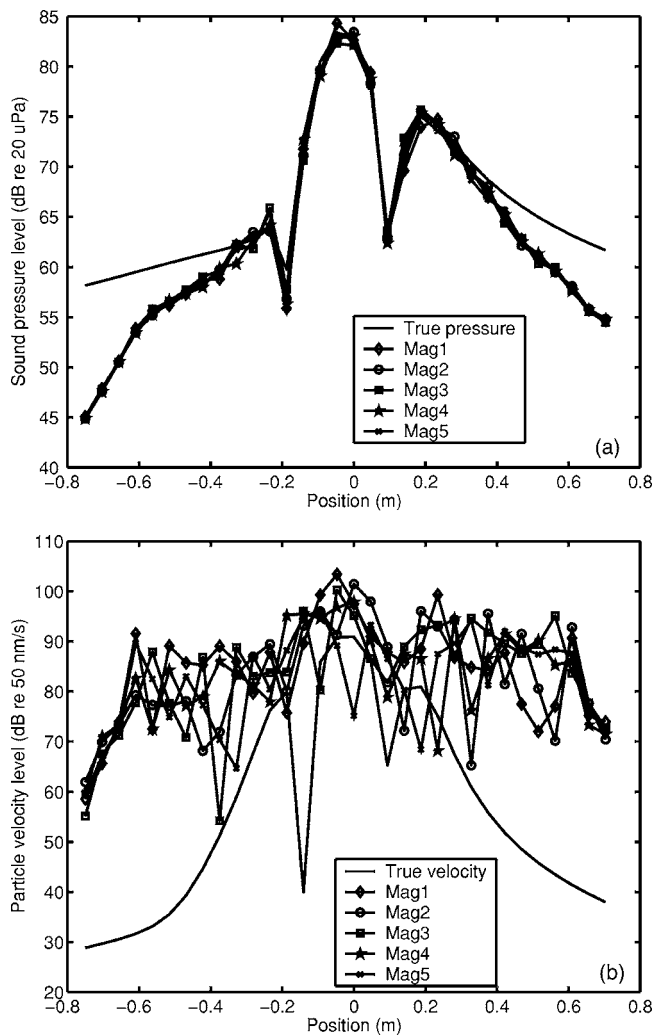 85
80
75
70
65
60
55
50
45
40
Sound pressure level (dB re 20 uPa)
True pressure
Mag1
Mag2
Mag3
Mag4
Mag5
(a)
−0.8 −0.6 −0.4 −0.2 0 0.2 0.4 0.6 0.8
Position (m)
110
100
90
80
70
60
50
40
30
20
Particle velocity level (dB re 50 nm/s)
True velocity
Mag1
Mag2
Mag3
Mag4
Mag5
(b)
−0.8 −0.6 −0.4 −0.2 0 0.2 0.4 0.6 0.8
Position (m)